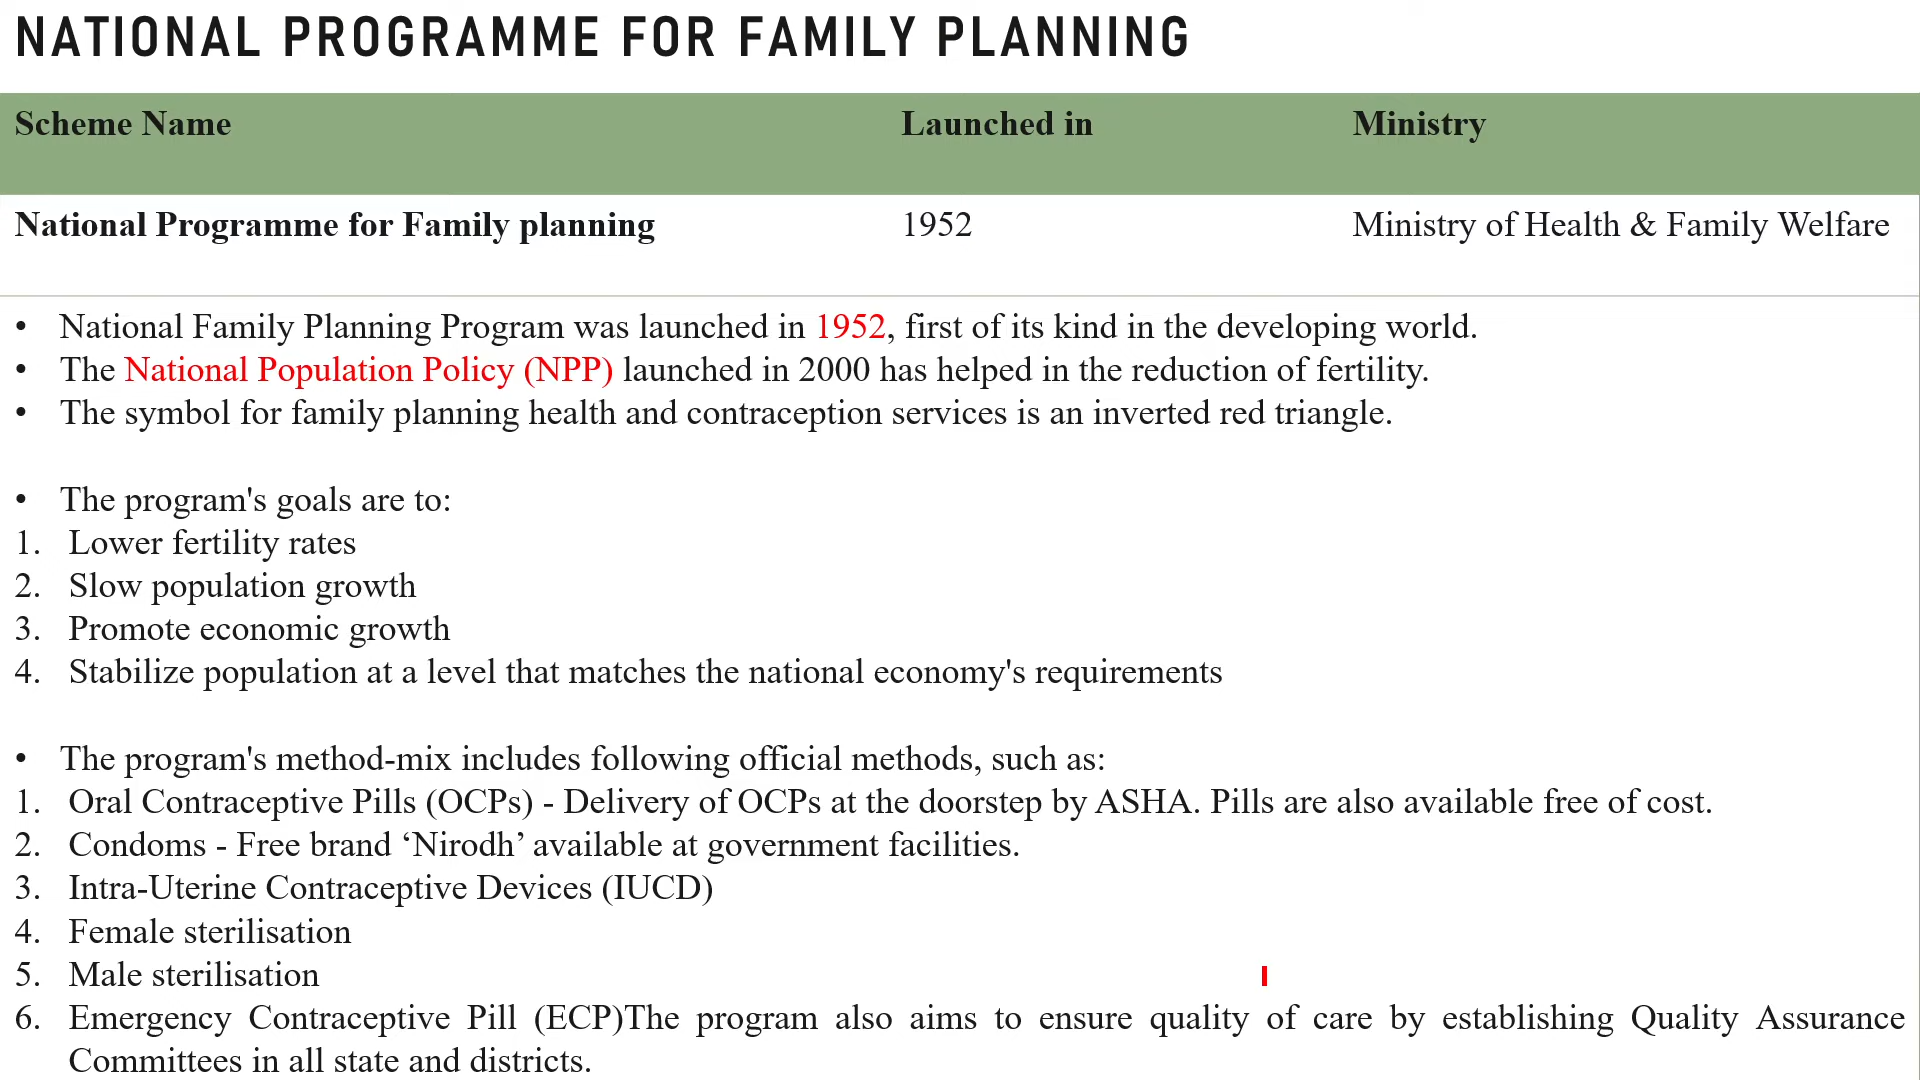 NATIONAL PROGRAMME FOR FAMILY PLANNING
Scheme Name Launched in Ministry
National Programme for Family planning 1952 Ministry of Health & Family Welfare
• National Family Planning Program was launched in 1952, first of its kind in the developing world.
• The National Population Policy (NPP) launched in 2000 has helped in the reduction of fertility.
• The symbol for family planning health and contraception services is an inverted red triangle.
• The program's goals are to:
1. Lower fertility rates
2. Slow population growth
3. Promote economic growth
4. Stabilize population at a level that matches the national economy's requirements
• The program's method-mix includes following official methods, such as:
1. Oral Contraceptive Pills (OCPs) - Delivery of OCPs at the doorstep by ASHA. Pills are also available free of cost.
2. Condoms - Free brand ‘Nirodh’ available at government facilities.
3. Intra-Uterine Contraceptive Devices (IUCD)
4. Female sterilisation
5. Male sterilisation
6. Emergency Contraceptive Pill (ECP)The program also aims to ensure quality of care by establishing Quality Assurance
Committees in all state and districts.